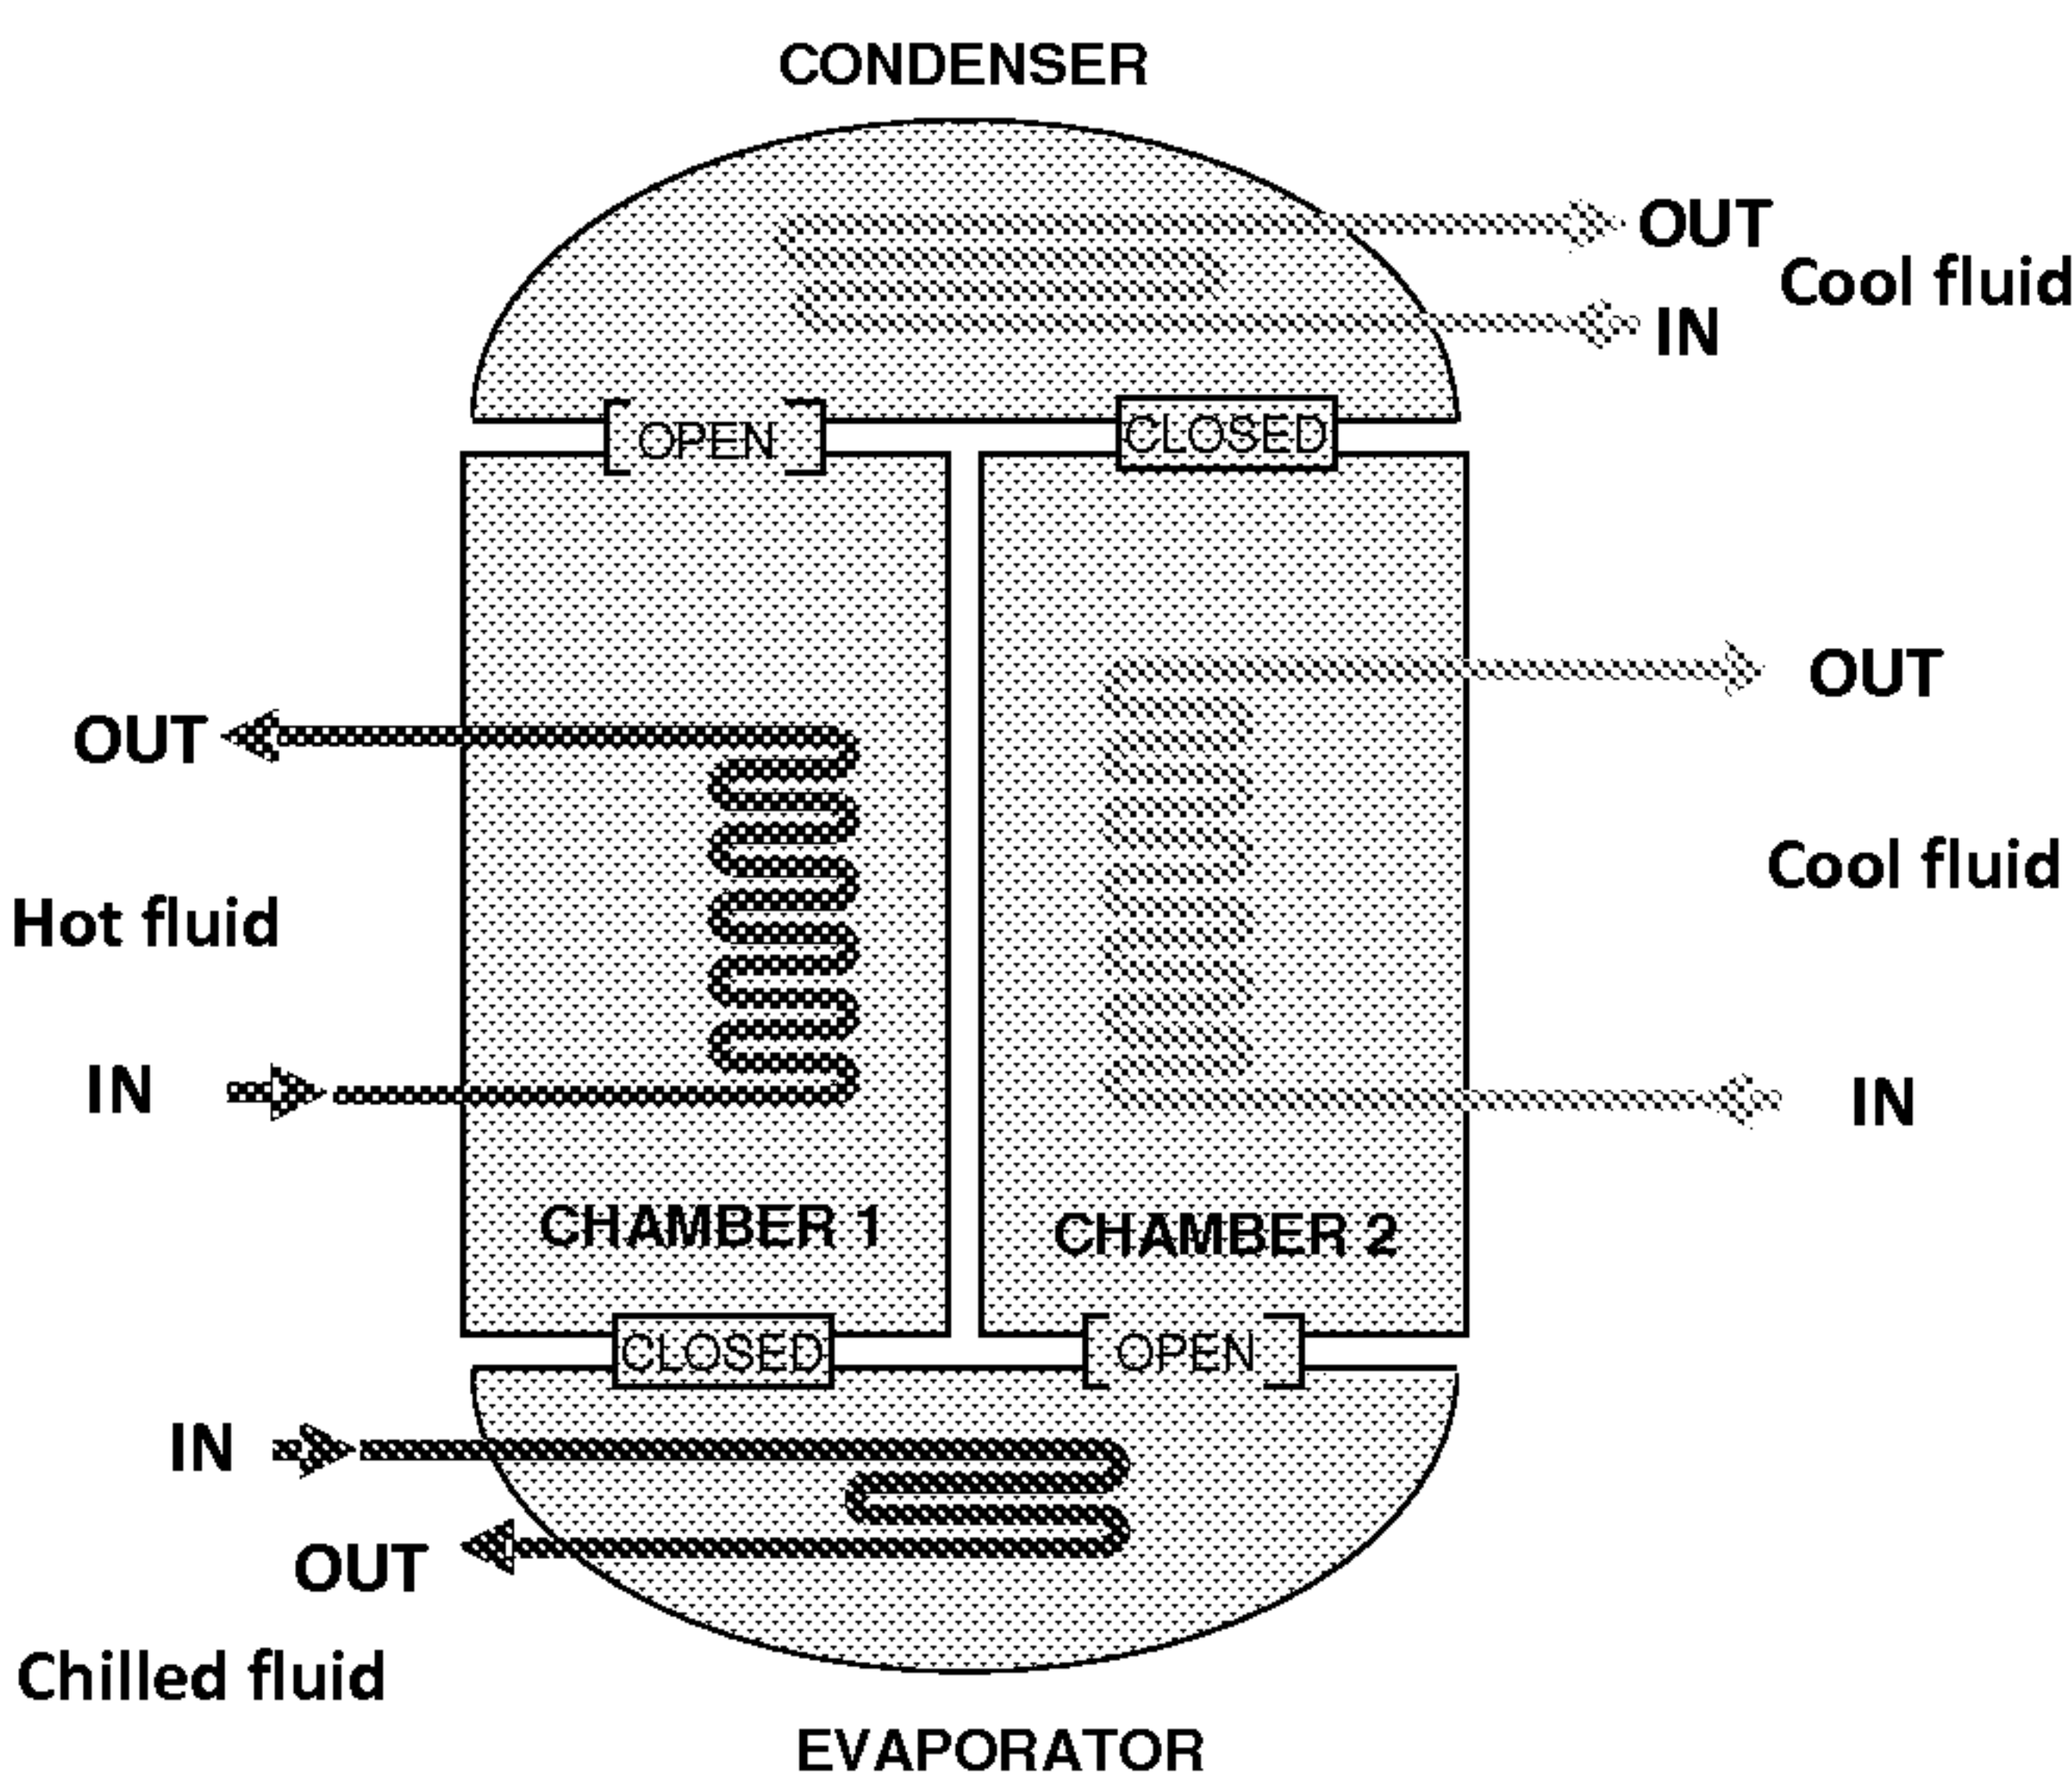 CONDENSER
OUT
Cool fluid
IN
OPEN
CLOSED
OUT
OUT
Cool fluid
Hot fluid
IN
IN
CHAMBER 1
CHAMBER 2
CLOSED
OPEN
IN
OUT
Chilled fluid
EVAPORATOR